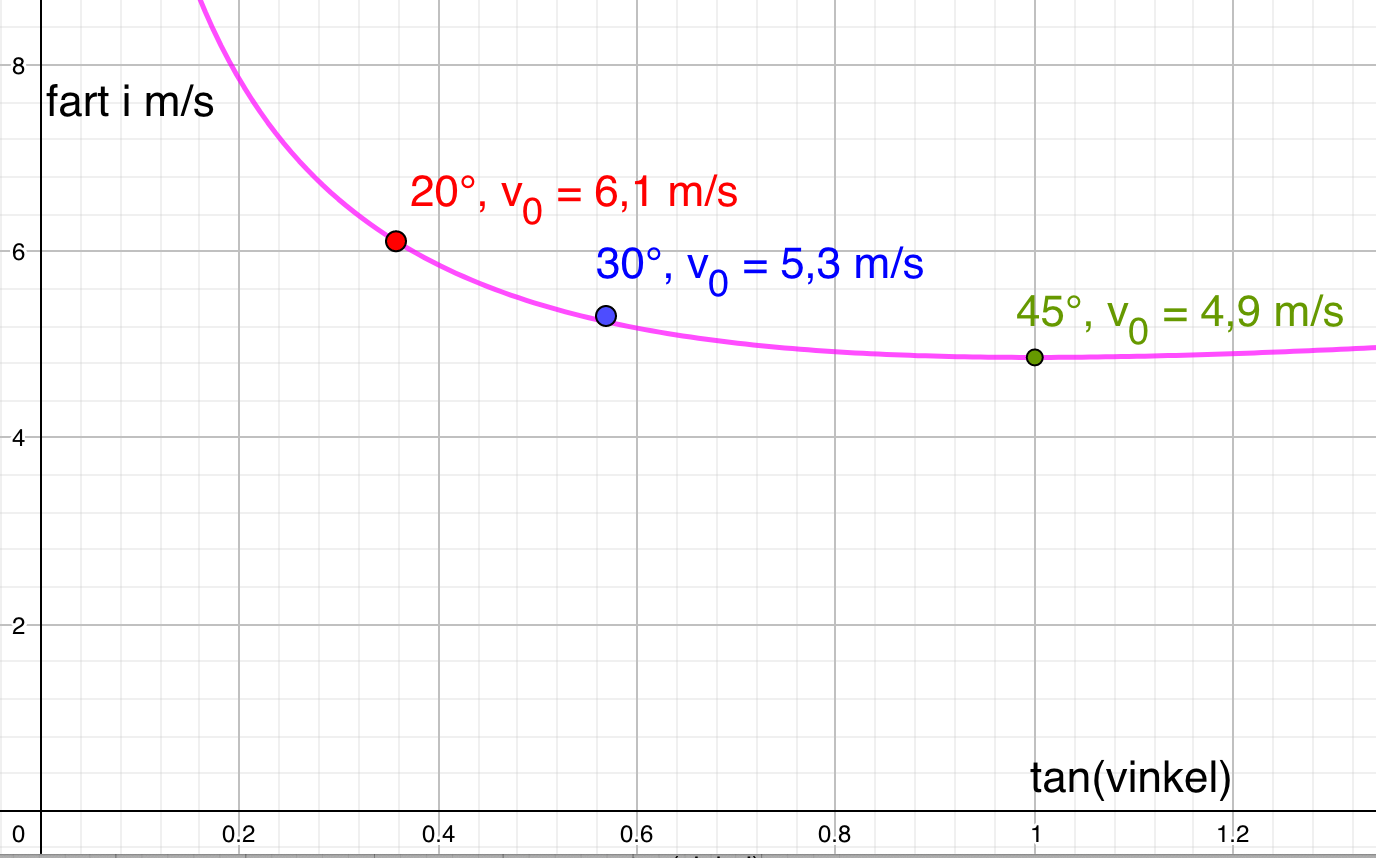 8
fart i m/s
20°, v0 = 6,1 m/s
6
30°, v0 = 5,3 m/s
45°, v0 = 4,9 m/s
4
2
tan(vinkel)
0 0.2 0.4 0.6 0.8 1 1.2